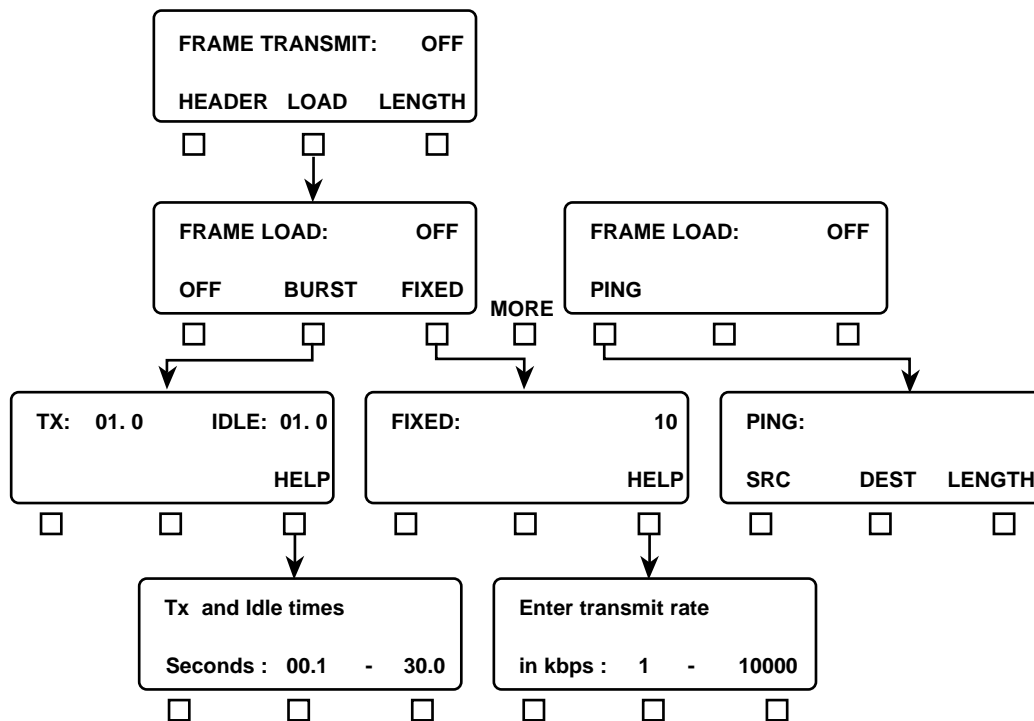 FRAME TRANSMIT: OFF
HEADER LOAD LENGTH
FRAME LOAD: OFF
OFF BURST FIXED
MORE
FRAME LOAD: OFF
PING
TX: 01. 0 IDLE: 01. 0
HELP
FIXED: 10
HELP
PING:
SRC DEST LENGTH
Tx and Idle times
Seconds : 00.1 - 30.0
Enter transmit rate
in kbps : 1 - 10000